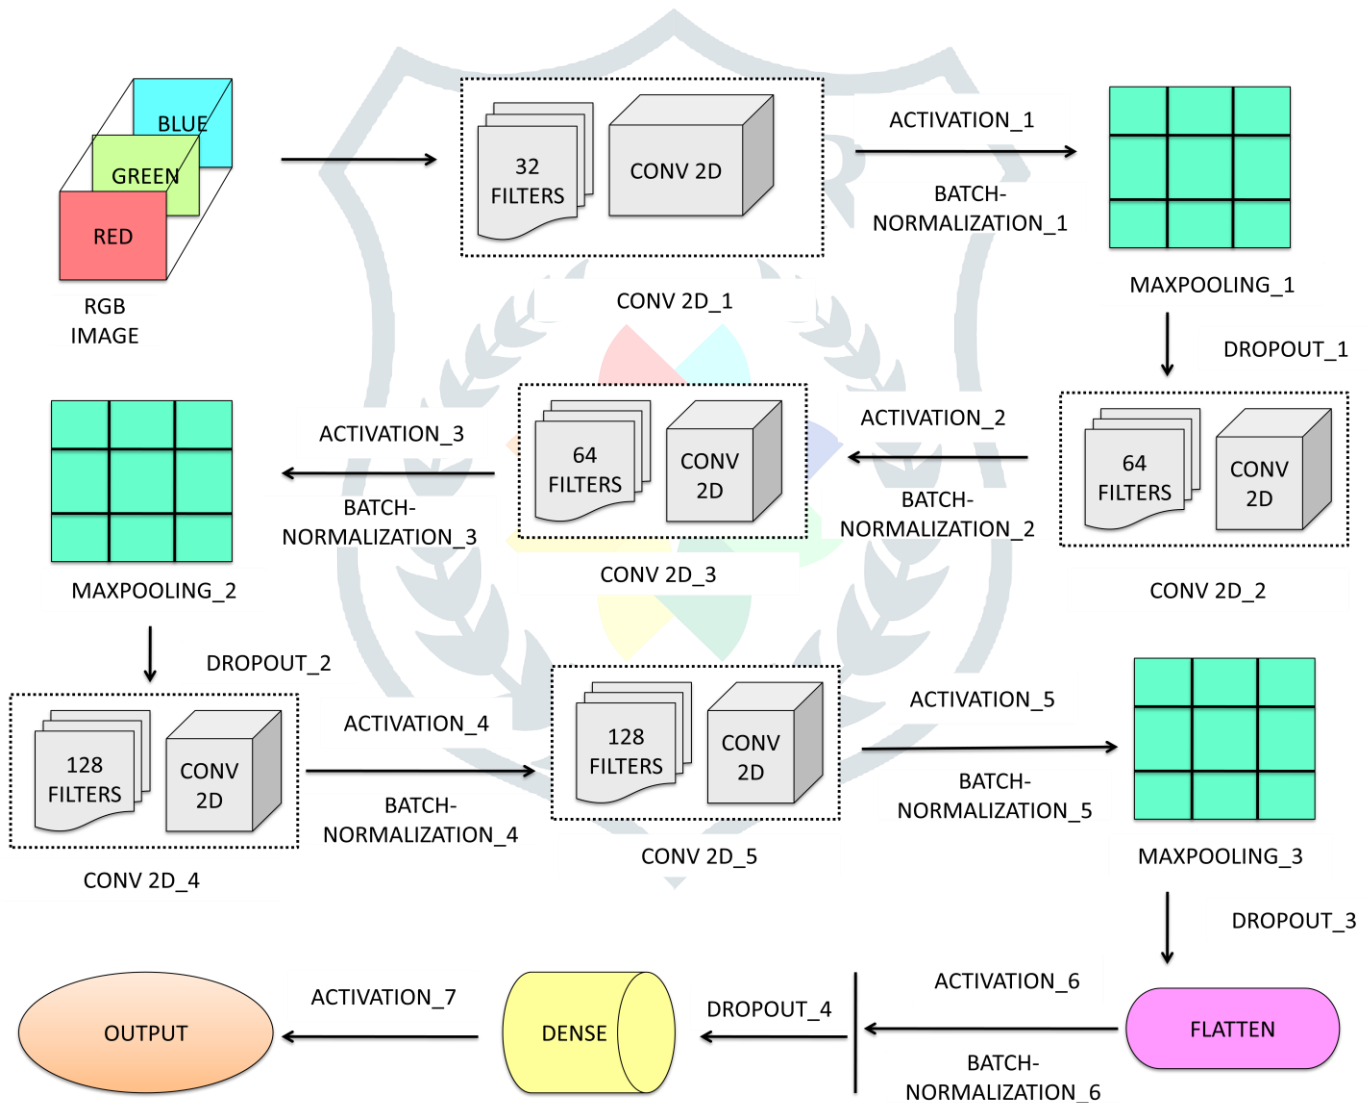 BLUE
GREEN
RED
RGB
IMAGE
32
FILTERS
CONV 2D
CONV 2D_1
ACTIVATION_1
BATCH-
NORMALIZATION_1
MAXPOOLING_1
DROPOUT_1
64
FILTERS
CONV
2D
CONV 2D_2
ACTIVATION_2
BATCH-
NORMALIZATION_2
64
FILTERS
CONV
2D
CONV 2D_3
ACTIVATION_3
BATCH-
NORMALIZATION_3
MAXPOOLING_2
DROPOUT_2
128
FILTERS
CONV
2D
CONV 2D_4
ACTIVATION_4
BATCH-
NORMALIZATION_4
128
FILTERS
CONV
2D
CONV 2D_5
ACTIVATION_5
BATCH-
NORMALIZATION_5
MAXPOOLING_3
DROPOUT_3
FLATTEN
ACTIVATION_6
BATCH-
NORMALIZATION_6
DROPOUT_4
DENSE
ACTIVATION_7
OUTPUT